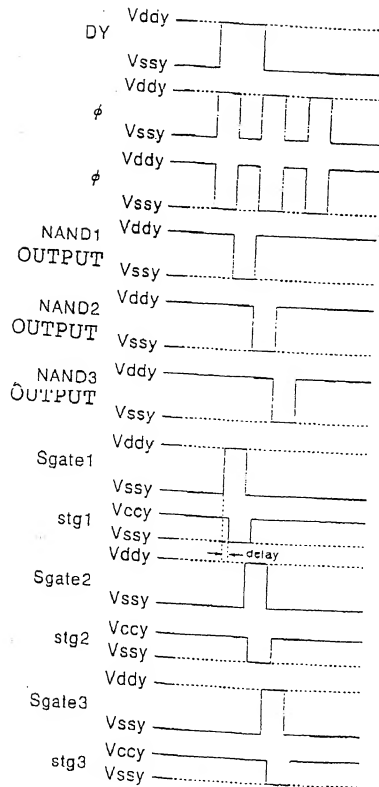 Vddy
DY
Vssy
Vddy
ϕ
Vssy
Vddy
ϕ
Vssy
NAND1 Vddy
OUTPUT
Vssy
NAND2 Vddy
OUTPUT
Vssy
NAND3 Vddy
OUTPUT
Vssy
Vddy
Sgate1
Vssy
Vccy
stg1
Vssy
Vddy
delay
Sgate2
Vssy
Vccy
stg2
Vssy
Vddy
Sgate3
Vssy
Vccy
stg3
Vssy